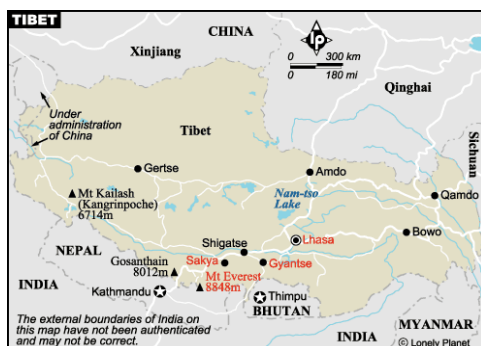 TIBET
CHINA
Xinjiang
lp
0 300 km
0 180 mi
Qinghai
Under
administration
of China
Tibet
Sichuan
Gertse
Amdo
Mt Kailash
(Kangrinpoche)
6714m
Nam-tso
Lake
Qamdo
Lhasa
Bowo
NEPAL
Shigatse
Gosanthain
8012m
Sakya
Gyantse
Mt Everest
8848m
INDIA
Kathmandu
Thimpu
BHUTAN
The external boundaries of India on
this map have not been authenticated
and may not be correct.
INDIA
MYANMAR
© Lonely Planet